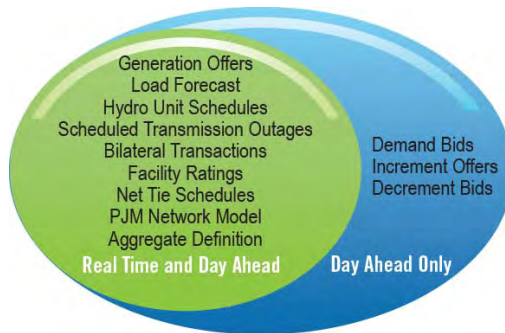 Generation Offers
Load Forecast
Hydro Unit Schedules
Scheduled Transmission Outages
Bilateral Transactions
Facility Ratings
Net Tie Schedules
PJM Network Model
Aggregate Definition
Real Time and Day Ahead
Demand Bids
Increment Offers
Decrement Bids
Day Ahead Only